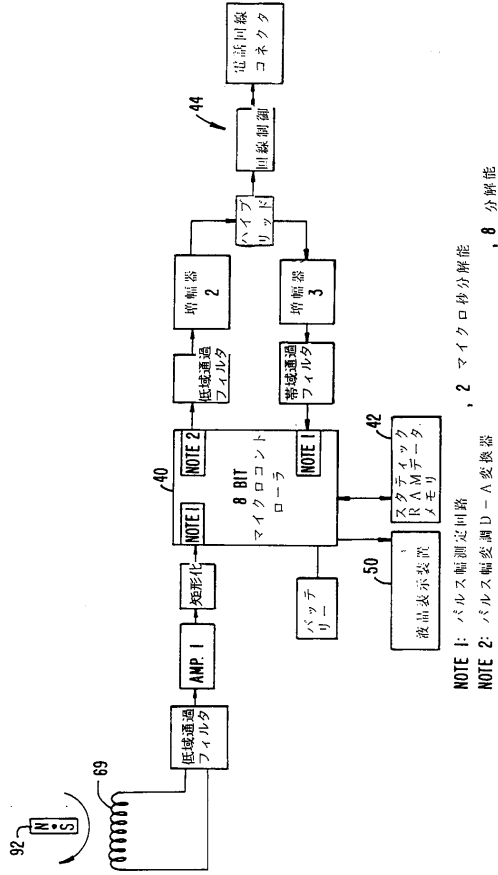 92
N
S
69
低域通過
フィルタ
AMP. 1
矩形化
40
NOTE 1
NOTE 2
8 BIT
マイクロコント
ローラ
NOTE 1
バッテ
リー
50
液晶表示装置
42
スタティック
RAMデータ.
メモリ
低域通過
フィルタ
増幅器
2
ハイブ
リッド
増幅器
3
帯域通過
フィルタ
44
回線制御
電話回線
コネクタ
NOTE 1: パルス幅測定回路 , 2 マイクロ秒分解能
NOTE 2: パルス幅変調D-A変換器 , 8 分解能